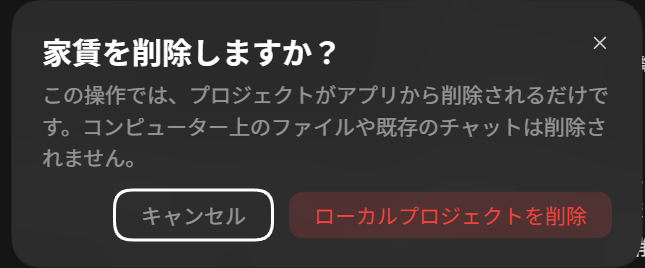 家賃を削除しますか？
この操作では、プロジェクトがアプリから削除されるだけで
す。コンピューター上のファイルや既存のチャットは削除さ
れません。
キャンセル
ローカルプロジェクトを削除